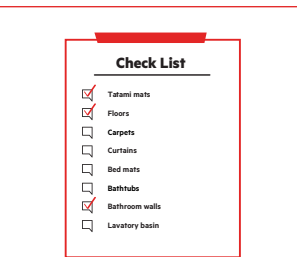 Check List
Tatami mats
Floors
Carpets
Curtains
Bed mats
Bathtubs
Bathroom walls
Lavatory basin